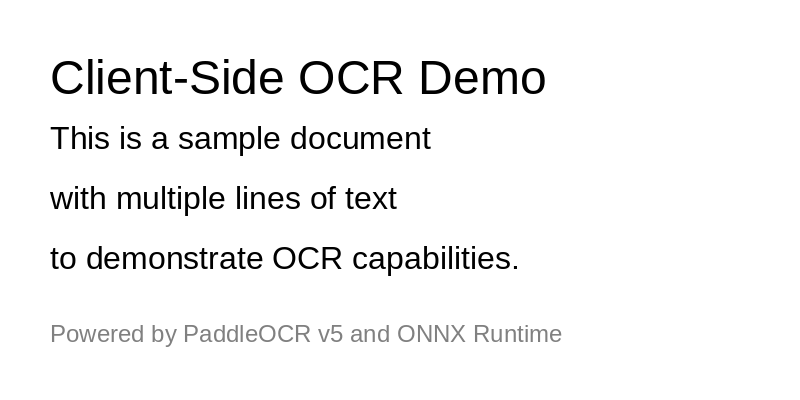 Client-Side OCR Demo
This is a sample document
with multiple lines of text
to demonstrate OCR capabilities.
Powered by PaddleOCR v5 and ONNX Runtime